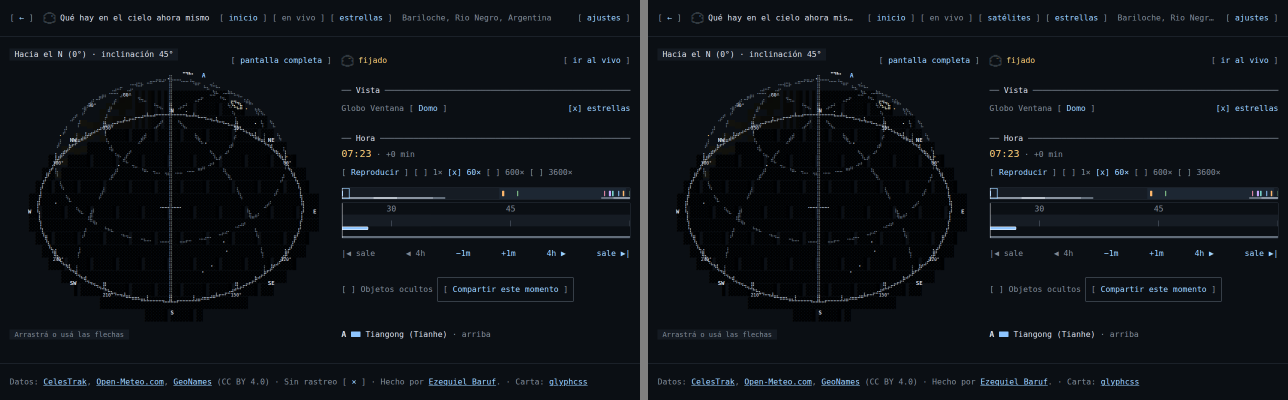 [ ← ] Qué hay en el cielo ahora mismo [ inicio ] [ en vivo ] [ estrellas ] Bariloche, Río Negro, Argentina [ ajustes ]
Hacia el N (0°) · inclinación 45°
[ pantalla completa ] fijado [ ir al vivo ]
Vista
Globo Ventana [ Domo ] [x] estrellas
Hora
07:23 · +0 min
[ Reproducir ] [ ] 1× [x] 60× [ ] 600× [ ] 3600×
30 45
|◀ sale ◀ 4h −1m +1m 4h ▶ sale ▶|
[ ] Objetos ocultos [ Compartir este momento ]
A Tiangong (Tianhe) · arriba
A
N
NW NE
W E
SW SE
210° 150°
S
Arrastrá o usá las flechas
Datos: CelesTrak, Open-Meteo.com, GeoNames (CC BY 4.0) · Sin rastreo [ × ] · Hecho por Ezequiel Baruf. · Carta: glyphcss
[ ← ] Qué hay en el cielo ahora mis… [ inicio ] [ en vivo ] [ satélites ] [ estrellas ] Bariloche, Río Negr… [ ajustes ]
Hacia el N (0°) · inclinación 45°
[ pantalla completa ] fijado [ ir al vivo ]
Vista
Globo Ventana [ Domo ] [x] estrellas
Hora
07:23 · +0 min
[ Reproducir ] [ ] 1× [x] 60× [ ] 600× [ ] 3600×
30 45
|◀ sale ◀ 4h −1m +1m 4h ▶ sale ▶|
[ ] Objetos ocultos [ Compartir este momento ]
A Tiangong (Tianhe) · arriba
A
N
NW NE
W E
SW SE
210° 150°
S
Arrastrá o usá las flechas
Datos: CelesTrak, Open-Meteo.com, GeoNames (CC BY 4.0) · Hecho por Ezequiel Baruf. · Carta: glyphcss